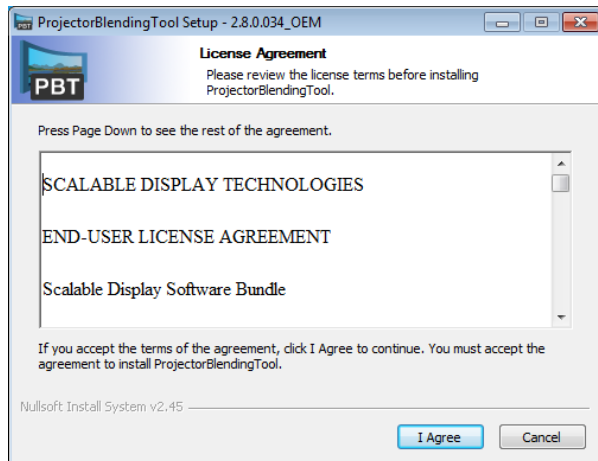 ProjectorBlendingTool Setup - 2.8.0.034_OEM
PBT
License Agreement
Please review the license terms before installing
ProjectorBlendingTool.
Press Page Down to see the rest of the agreement.
SCALABLE DISPLAY TECHNOLOGIES
END-USER LICENSE AGREEMENT
Scalable Display Software Bundle
If you accept the terms of the agreement, click I Agree to continue. You must accept the
agreement to install ProjectorBlendingTool.
Nullsoft Install System v2.45
I Agree
Cancel